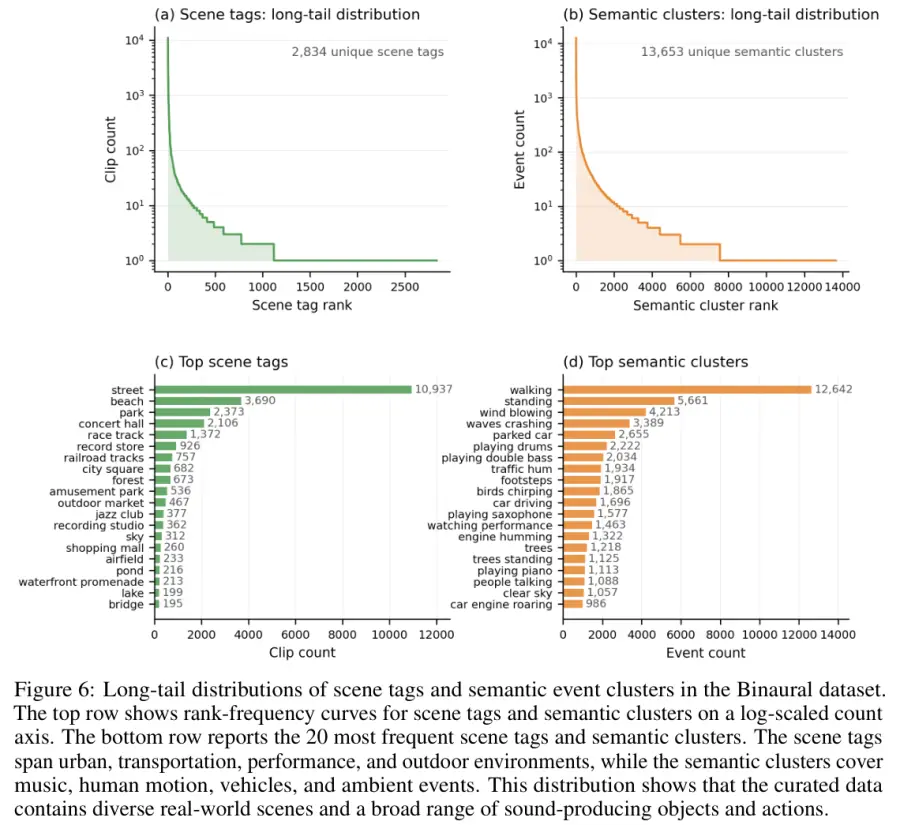 (a) Scene tags: long-tail distribution
2,834 unique scene tags
10⁴
10³
10²
10¹
10⁰
Clip count
0 500 1000 1500 2000 2500
Scene tag rank
(b) Semantic clusters: long-tail distribution
13,653 unique semantic clusters
10⁴
10³
10²
10¹
10⁰
Event count
0 2000 4000 6000 8000 10000 12000 14000
Semantic cluster rank
(c) Top scene tags
street 10,937
beach 3,690
park 2,373
concert hall 2,106
race track 1,372
record store 926
railroad tracks 757
city square 682
forest 673
amusement park 536
outdoor market 467
jazz club 377
recording studio 362
sky 312
shopping mall 260
airfield 233
pond 216
waterfront promenade 213
lake 199
bridge 195
0 2000 4000 6000 8000 10000 12000
Clip count
(d) Top semantic clusters
walking 12,642
standing 5,661
wind blowing 4,213
waves crashing 3,389
parked car 2,655
playing drums 2,222
playing double bass 2,034
traffic hum 1,934
footsteps 1,917
birds chirping 1,865
car driving 1,696
playing saxophone 1,577
watching performance 1,463
engine humming 1,322
trees 1,218
trees standing 1,125
playing piano 1,113
people talking 1,088
clear sky 1,057
car engine roaring 986
0 2000 4000 6000 8000 10000 12000 14000
Event count
Figure 6: Long-tail distributions of scene tags and semantic event clusters in the Binaural dataset.
The top row shows rank-frequency curves for scene tags and semantic clusters on a log-scaled count
axis. The bottom row reports the 20 most frequent scene tags and semantic clusters. The scene tags
span urban, transportation, performance, and outdoor environments, while the semantic clusters cover
music, human motion, vehicles, and ambient events. This distribution shows that the curated data
contains diverse real-world scenes and a broad range of sound-producing objects and actions.